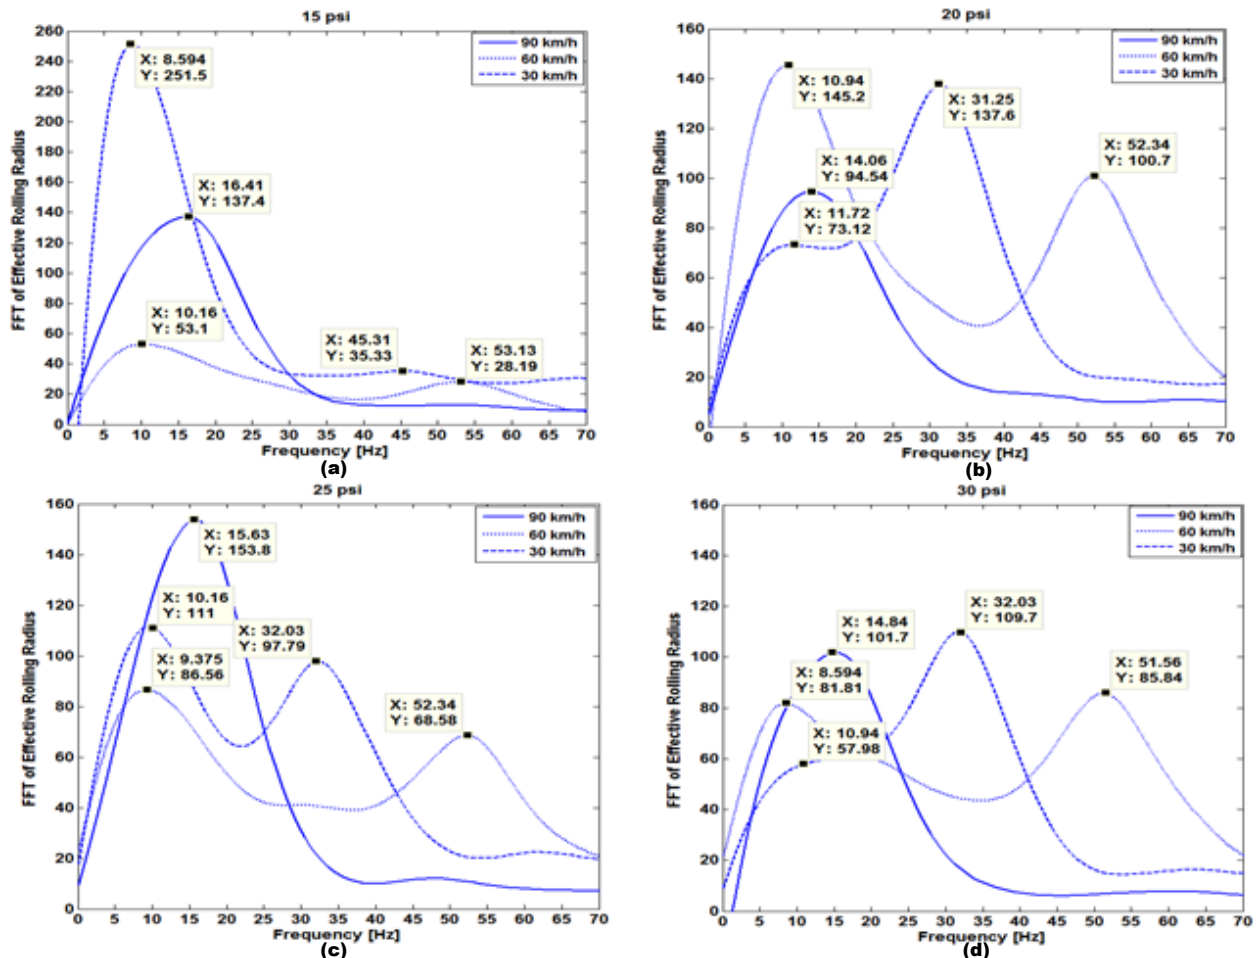 15 psi
FFT of Effective Rolling Radius
260
240
220
200
180
160
140
120
100
80
60
40
20
0
90 km/h
60 km/h
30 km/h
X: 8.594
Y: 251.5
X: 16.41
Y: 137.4
X: 10.16
Y: 53.1
X: 45.31
Y: 35.33
X: 53.13
Y: 28.19
0 5 10 15 20 25 30 35 40 45 50 55 60 65 70
Frequency [Hz]
(a)
20 psi
FFT of Effective Rolling Radius
160
140
120
100
80
60
40
20
0
90 km/h
60 km/h
30 km/h
X: 10.94
Y: 145.2
X: 31.25
Y: 137.6
X: 14.06
Y: 94.54
X: 52.34
Y: 100.7
X: 11.72
Y: 73.12
0 5 10 15 20 25 30 35 40 45 50 55 60 65 70
Frequency [Hz]
(b)
25 psi
FFT of Effective Rolling Radius
160
140
120
100
80
60
40
20
0
90 km/h
60 km/h
30 km/h
X: 15.63
Y: 153.8
X: 10.16
Y: 111
X: 32.03
Y: 97.79
X: 9.375
Y: 86.56
X: 52.34
Y: 68.58
0 5 10 15 20 25 30 35 40 45 50 55 60 65 70
Frequency [Hz]
(c)
30 psi
FFT of Effective Rolling Radius
160
140
120
100
80
60
40
20
0
90 km/h
60 km/h
30 km/h
X: 32.03
Y: 109.7
X: 14.84
Y: 101.7
X: 8.594
Y: 81.81
X: 51.56
Y: 85.84
X: 10.94
Y: 57.98
0 5 10 15 20 25 30 35 40 45 50 55 60 65 70
Frequency [Hz]
(d)